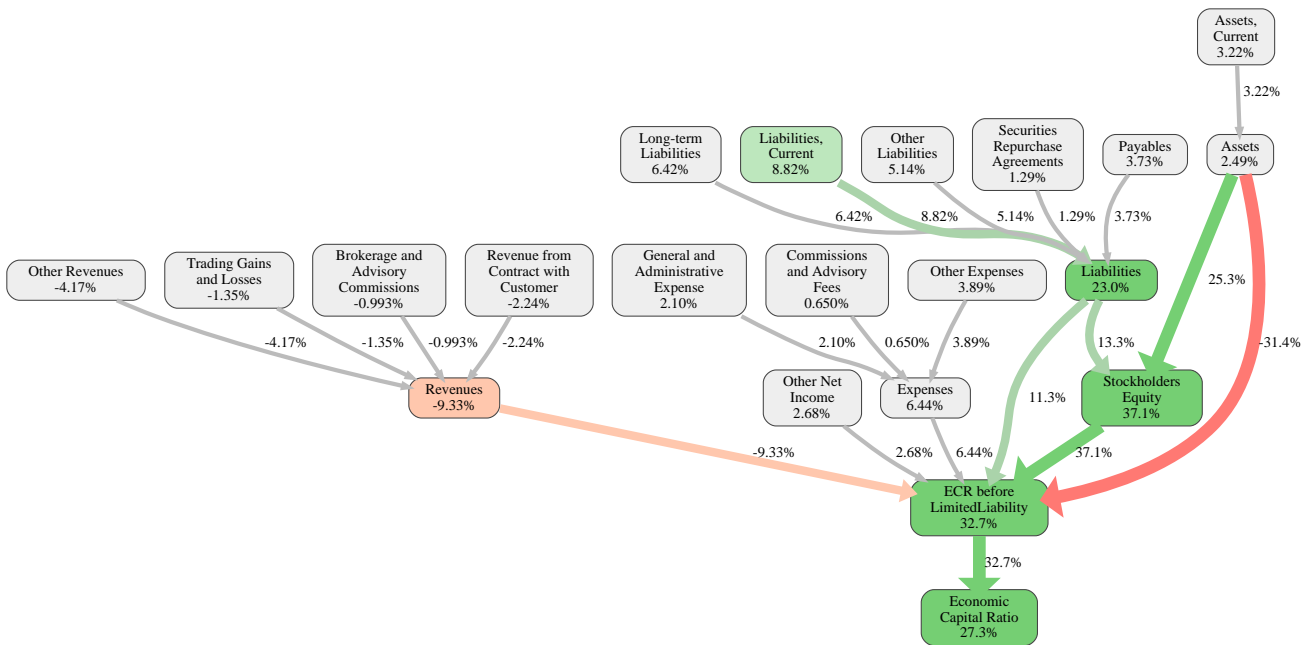 Assets,
Current
3.22%
3.22%
Long-term
Liabilities
6.42%
Liabilities,
Current
8.82%
Other
Liabilities
5.14%
Securities
Repurchase
Agreements
1.29%
Payables
3.73%
Assets
2.49%
6.42%
8.82%
5.14%
1.29%
3.73%
Other Revenues
-4.17%
Trading Gains
and Losses
-1.35%
Brokerage and
Advisory
Commissions
-0.993%
Revenue from
Contract with
Customer
-2.24%
General and
Administrative
Expense
2.10%
Commissions
and Advisory
Fees
0.650%
Other Expenses
3.89%
Liabilities
23.0%
25.3%
-4.17%
-1.35%
-0.993%
-2.24%
2.10%
0.650%
3.89%
13.3%
-31.4%
Revenues
-9.33%
Other Net
Income
2.68%
Expenses
6.44%
11.3%
Stockholders
Equity
37.1%
-9.33%
2.68%
6.44%
37.1%
ECR before
LimitedLiability
32.7%
32.7%
Economic
Capital Ratio
27.3%